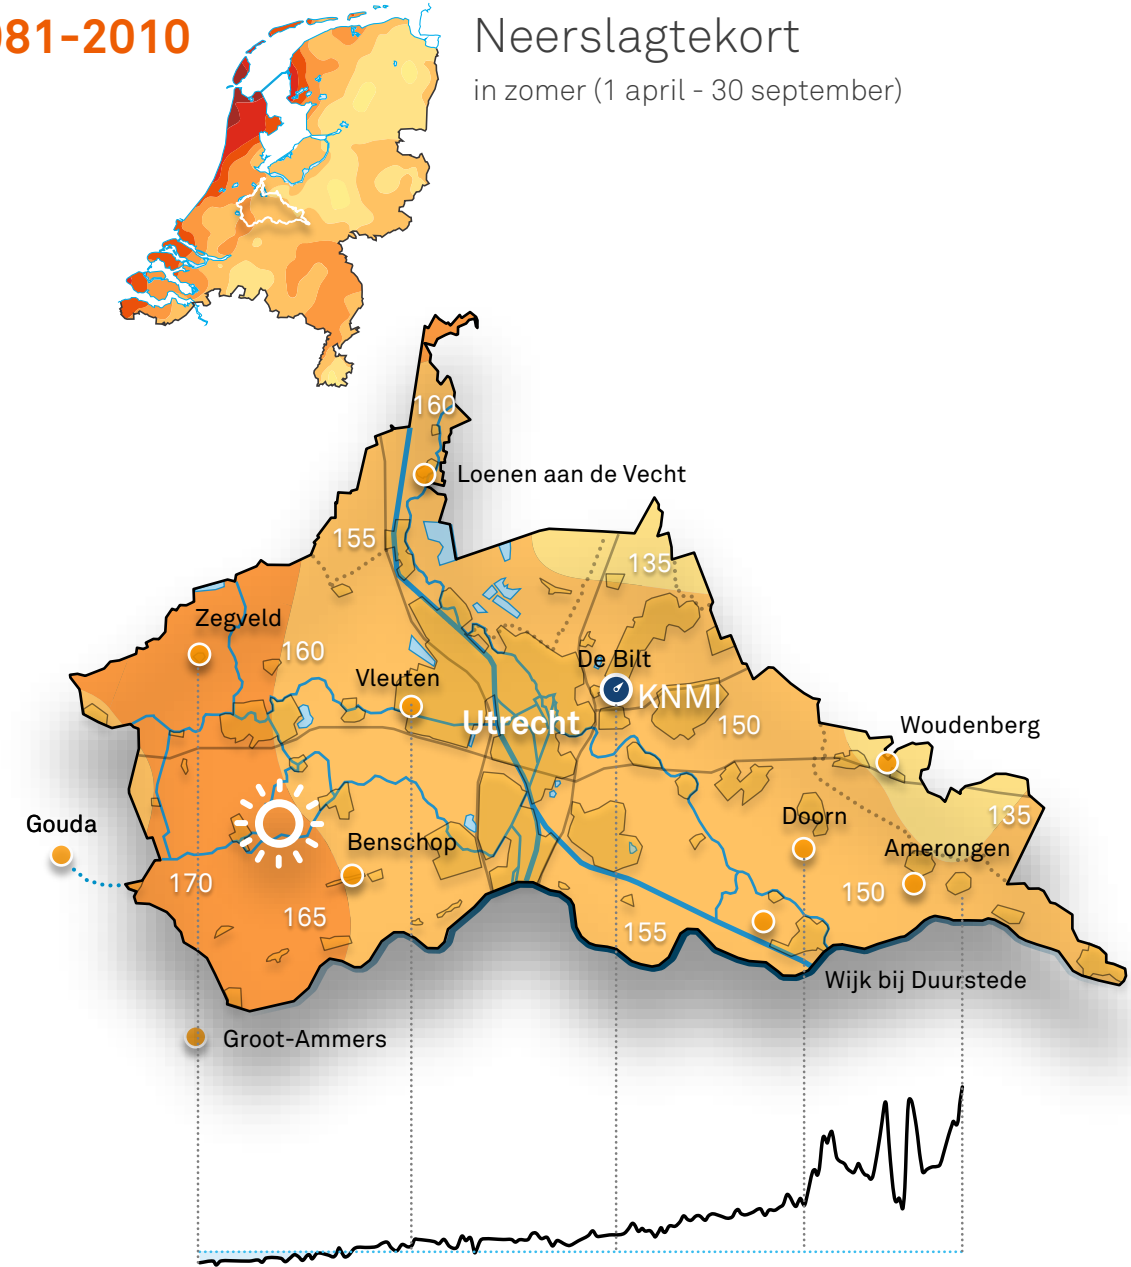 981-2010
Neerslagtekort
in zomer (1 april - 30 september)
160
Loenen aan de Vecht
155
135
Zegveld
160
De Bilt
Vleuten
KNMI
Utrecht
150
Woudenberg
Gouda
Doorn
135
Benschop
Amerongen
170
150
165
155
Wijk bij Duurstede
Groot-Ammers